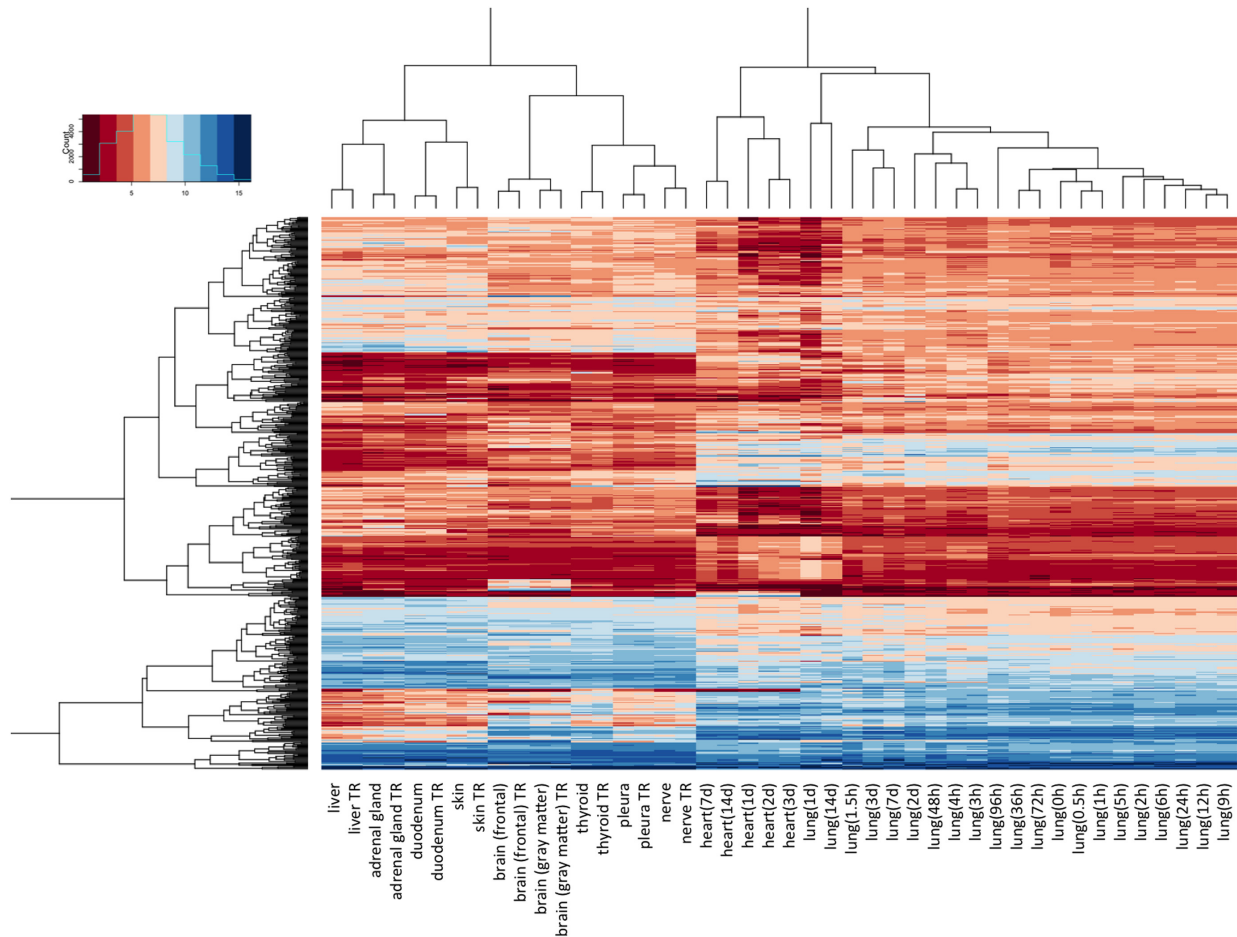 Count
4000
2000
0
5
10
15
liver
liver TR
adrenal gland
adrenal gland TR
duodenum
duodenum TR
skin
skin TR
brain (frontal)
brain (frontal) TR
brain (gray matter)
brain (gray matter) TR
thyroid
thyroid TR
pleura
pleura TR
nerve
nerve TR
heart(7d)
heart(14d)
heart(1d)
heart(2d)
heart(3d)
lung(1d)
lung(14d)
lung(1.5h)
lung(3d)
lung(7d)
lung(2d)
lung(48h)
lung(4h)
lung(3h)
lung(96h)
lung(36h)
lung(72h)
lung(0h)
lung(0.5h)
lung(1h)
lung(5h)
lung(2h)
lung(6h)
lung(24h)
lung(12h)
lung(9h)